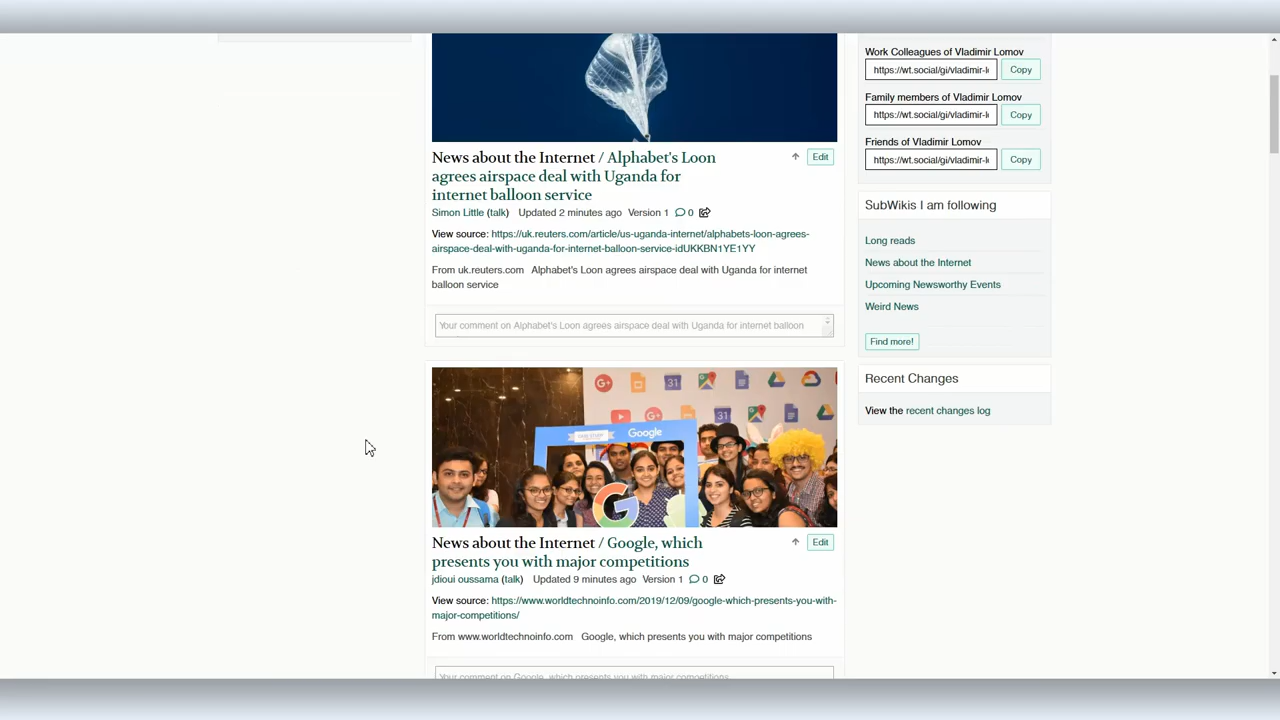 News about the Internet / Alphabet's Loon
agrees airspace deal with Uganda for
internet balloon service
Edit
Simon Little (talk) Updated 2 minutes ago Version 1 0
View source: https://uk.reuters.com/article/us-uganda-internet/alphabets-loon-agrees-
airspace-deal-with-uganda-for-internet-balloon-service-idUKKBN1YE1YY
From uk.reuters.com Alphabet's Loon agrees airspace deal with Uganda for internet
balloon service
Your comment on Alphabet's Loon agrees airspace deal with Uganda for internet balloon
31
31
Google
G
News about the Internet / Google, which
presents you with major competitions
Edit
jdioui oussama (talk) Updated 9 minutes ago Version 1 0
View source: https://www.worldtechnoinfo.com/2019/12/09/google-which-presents-you-with-
major-competitions/
From www.worldtechnoinfo.com Google, which presents you with major competitions
Your comment on Google, which presents you with major competitions
Work Colleagues of Vladimir Lomov
https://wt.social/gi/vladimir-l Copy
Family members of Vladimir Lomov
https://wt.social/gi/vladimir-l Copy
Friends of Vladimir Lomov
https://wt.social/gi/vladimir-l Copy
SubWikis I am following
Long reads
News about the Internet
Upcoming Newsworthy Events
Weird News
Find more!
Recent Changes
View the recent changes log